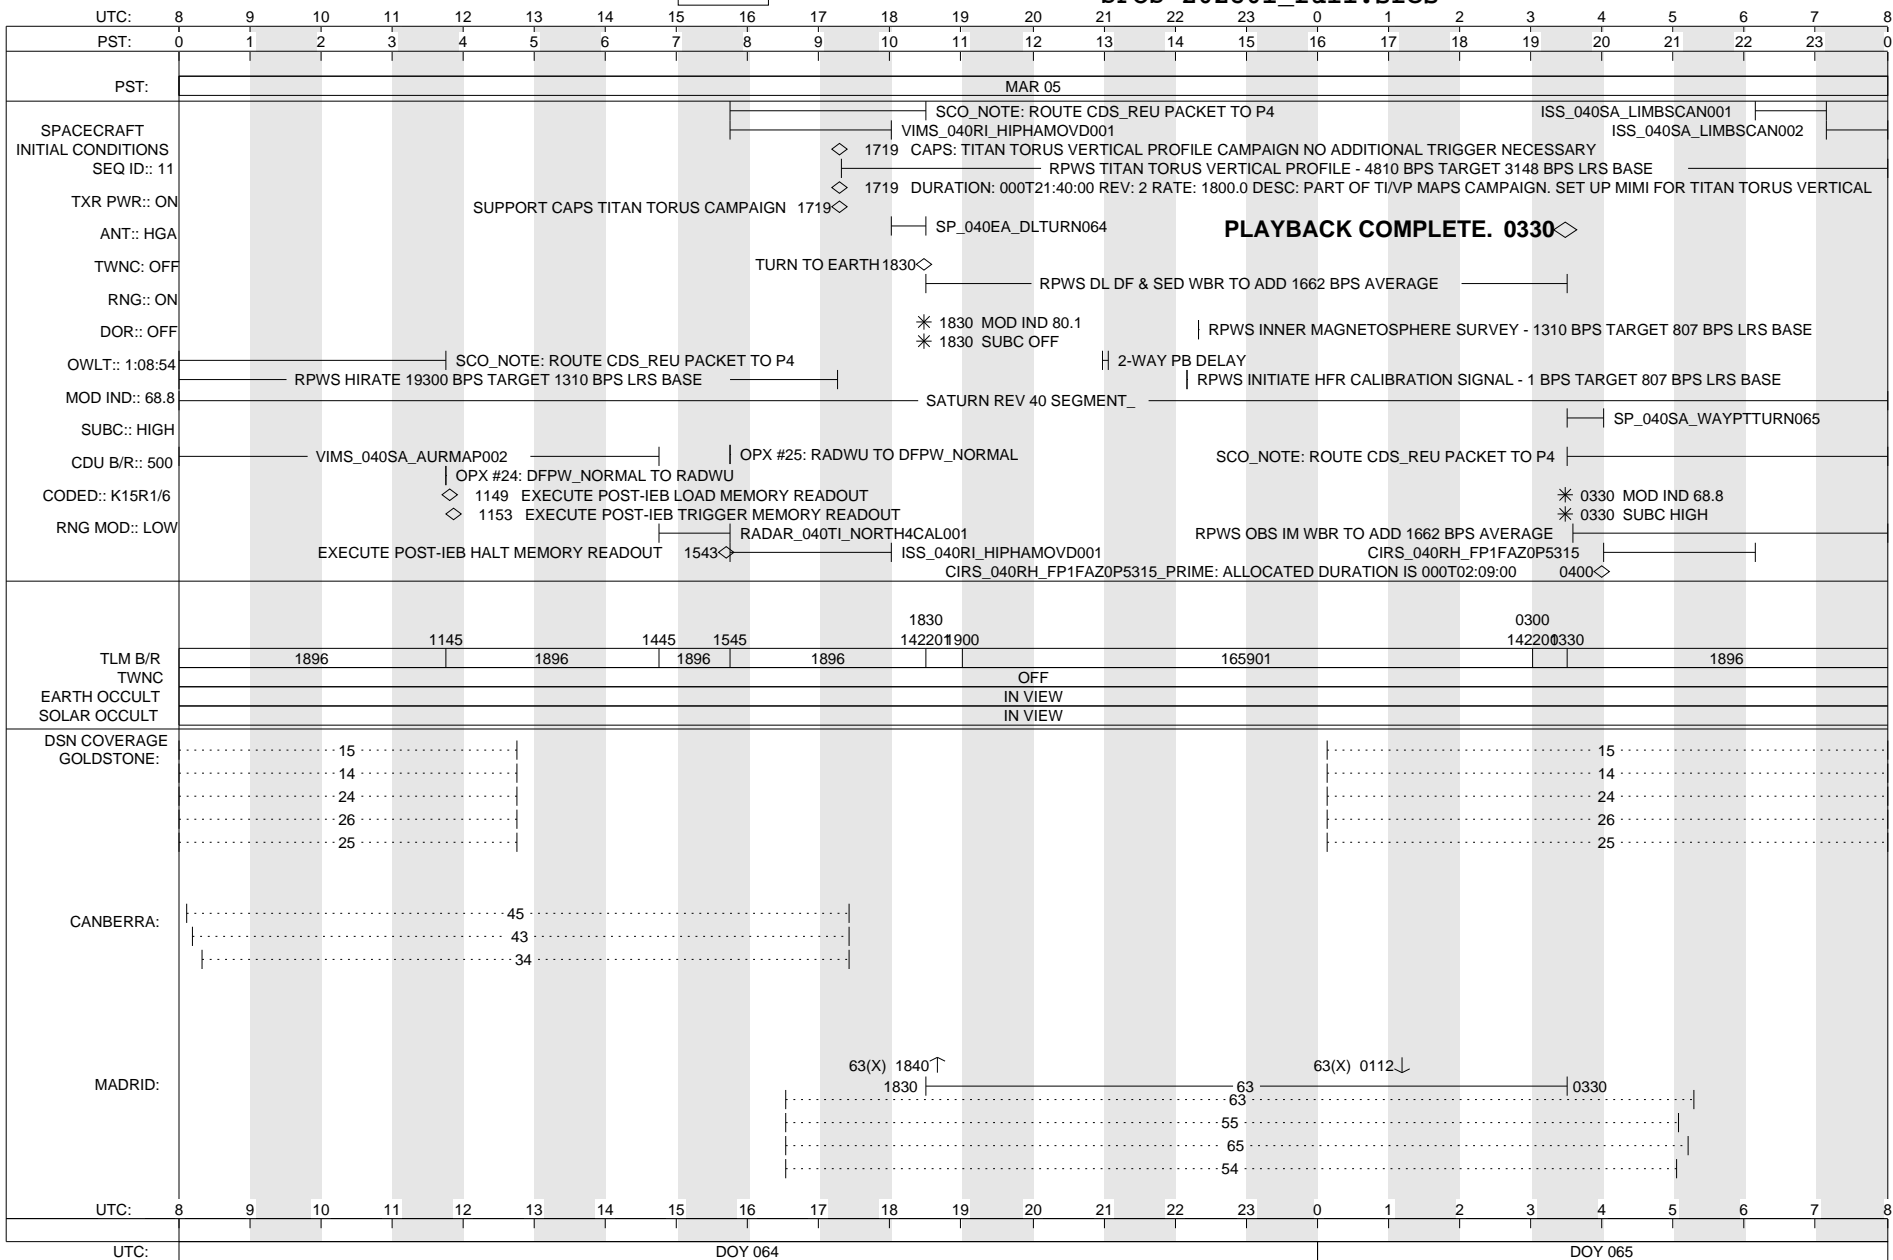 UTC: 8 9 10 11 12 13 14 15 16 17 18 19 20 21 22 23 0 1 2 3 4 5 6 7 8
PST: 0 1 2 3 4 5 6 7 8 9 10 11 12 13 14 15 16 17 18 19 20 21 22 23 0
PST: MAR 05
SCO_NOTE: ROUTE CDS_REU PACKET TO P4 ISS_040SA_LIMBSCAN001
SPACECRAFT VIMS_040RI_HIPHAMOVD001 ISS_040SA_LIMBSCAN002
INITIAL CONDITIONS 1719 CAPS: TITAN TORUS VERTICAL PROFILE CAMPAIGN NO ADDITIONAL TRIGGER NECESSARY
SEQ ID:: 11 RPWS TITAN TORUS VERTICAL PROFILE - 4810 BPS TARGET 3148 BPS LRS BASE
1719 DURATION: 000T21:40:00 REV: 2 RATE: 1800.0 DESC: PART OF TI/VP MAPS CAMPAIGN. SET UP MIMI FOR TITAN TORUS VERTICAL
TXR PWR:: ON SUPPORT CAPS TITAN TORUS CAMPAIGN 1719
ANT:: HGA SP_040EA_DLTURN064 PLAYBACK COMPLETE. 0330
TWNC: OFF TURN TO EARTH 1830
RPWS DL DF & SED WBR TO ADD 1662 BPS AVERAGE
RNG:: ON
1830 MOD IND 80.1
DOR:: OFF RPWS INNER MAGNETOSPHERE SURVEY - 1310 BPS TARGET 807 BPS LRS BASE
1830 SUBC OFF
OWLT:: 1:08:54 SCO_NOTE: ROUTE CDS_REU PACKET TO P4 2-WAY PB DELAY
RPWS HIRATE 19300 BPS TARGET 1310 BPS LRS BASE RPWS INITIATE HFR CALIBRATION SIGNAL - 1 BPS TARGET 807 BPS LRS BASE
MOD IND:: 68.8 SATURN REV 40 SEGMENT_
SP_040SA_WAYPTTURN065
SUBC:: HIGH
CDU B/R:: 500 VIMS_040SA_AURMAP002 OPX #25: RADWU TO DFPW_NORMAL SCO_NOTE: ROUTE CDS_REU PACKET TO P4
OPX #24: DFPW_NORMAL TO RADWU
CODED:: K15R1/6 1149 EXECUTE POST-IEB LOAD MEMORY READOUT 0330 MOD IND 68.8
1153 EXECUTE POST-IEB TRIGGER MEMORY READOUT 0330 SUBC HIGH
RNG MOD:: LOW RADAR_040TI_NORTH4CAL001 RPWS OBS IM WBR TO ADD 1662 BPS AVERAGE
EXECUTE POST-IEB HALT MEMORY READOUT 1543 ISS_040RI_HIPHAMOVD001 CIRS_040RH_FP1FAZ0P5315
CIRS_040RH_FP1FAZ0P5315_PRIME: ALLOCATED DURATION IS 000T02:09:00 0400
1830 0300
1145 1445 1545 142201 1900 142201 0330
TLM B/R 1896 1896 1896 1896 165901 1896
TWNC OFF
EARTH OCCULT IN VIEW
SOLAR OCCULT IN VIEW
DSN COVERAGE
GOLDSTONE: 15 15
14 14
24 24
26 26
25 25
CANBERRA: 45
43
34
63(X) 1840 63(X) 0112
MADRID: 1830 63 0330
63
55
65
54
UTC: 8 9 10 11 12 13 14 15 16 17 18 19 20 21 22 23 0 1 2 3 4 5 6 7 8
UTC: DOY 064 DOY 065